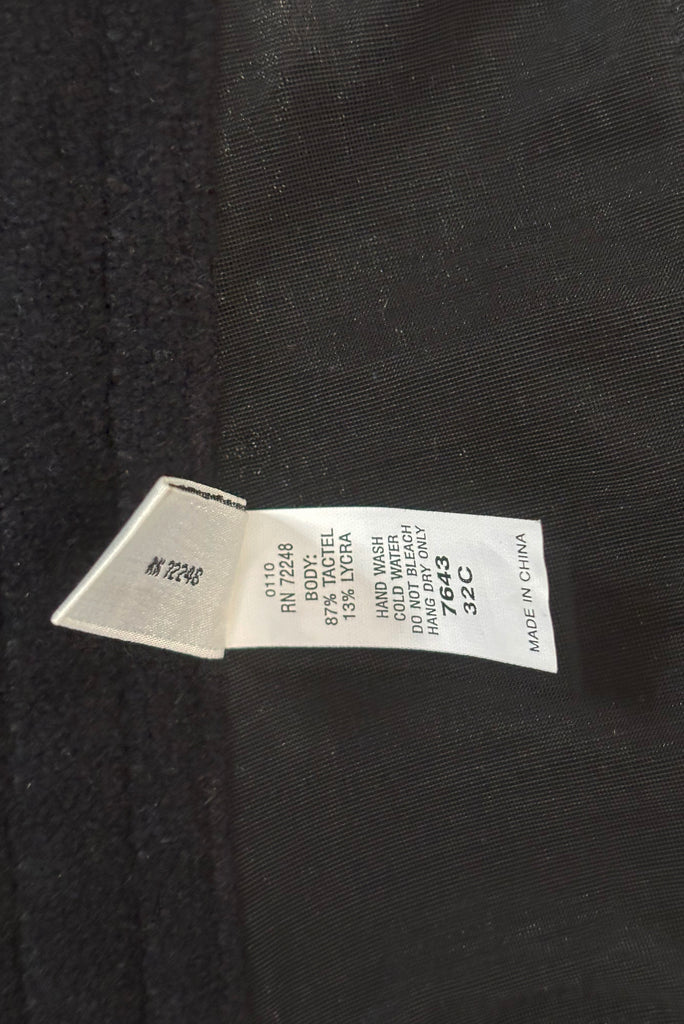 RN 72248
0110
RN 72248
BODY:
87% TACTEL
13% LYCRA
HAND WASH
COLD WATER
DO NOT BLEACH
HANG DRY ONLY
7643
32C
MADE IN CHINA